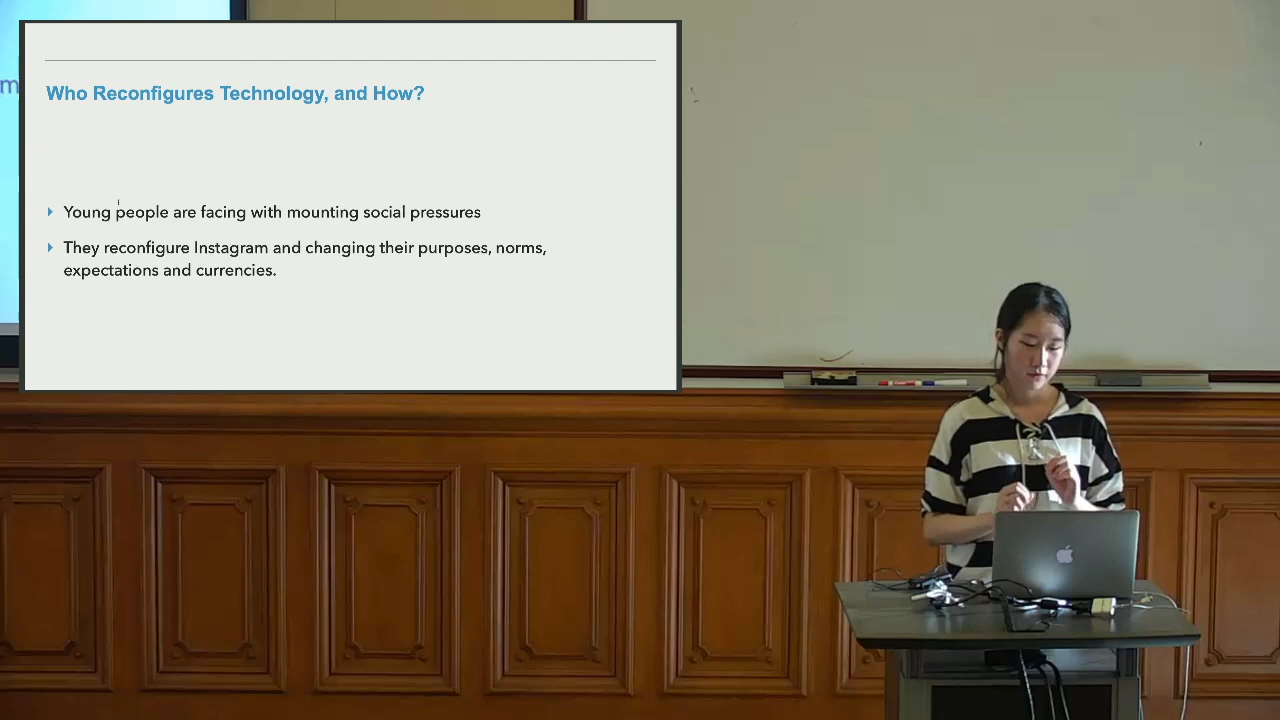 m
Who Reconfigures Technology, and How?
Young people are facing with mounting social pressures
They reconfigure Instagram and changing their purposes, norms,
expectations and currencies.